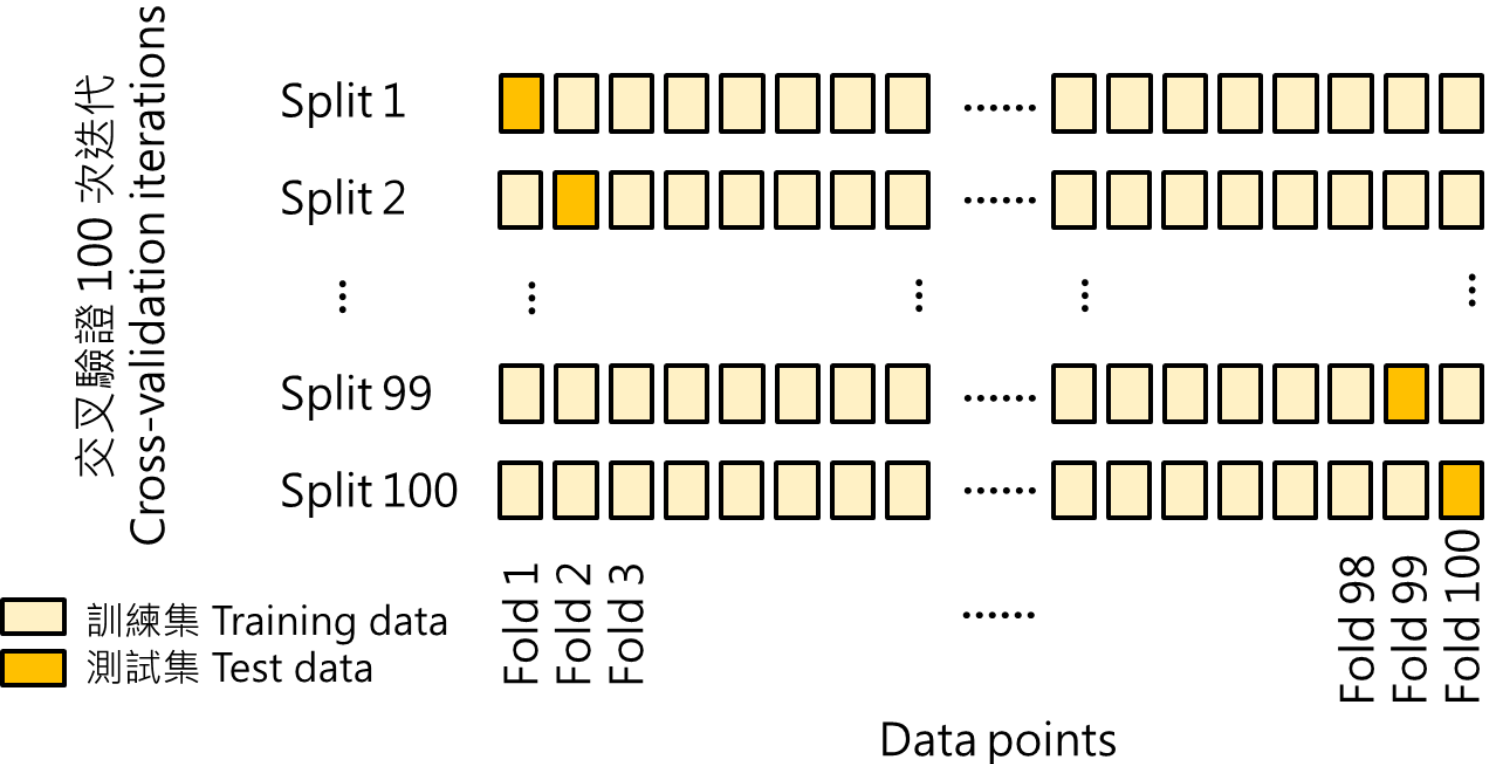 交叉驗證 100 次迭代
Cross-validation iterations
Split 1
......
Split 2
......
Split 99
......
Split 100
......
Fold 1
Fold 2
Fold 3
......
Fold 98
Fold 99
Fold 100
訓練集 Training data
測試集 Test data
Data points